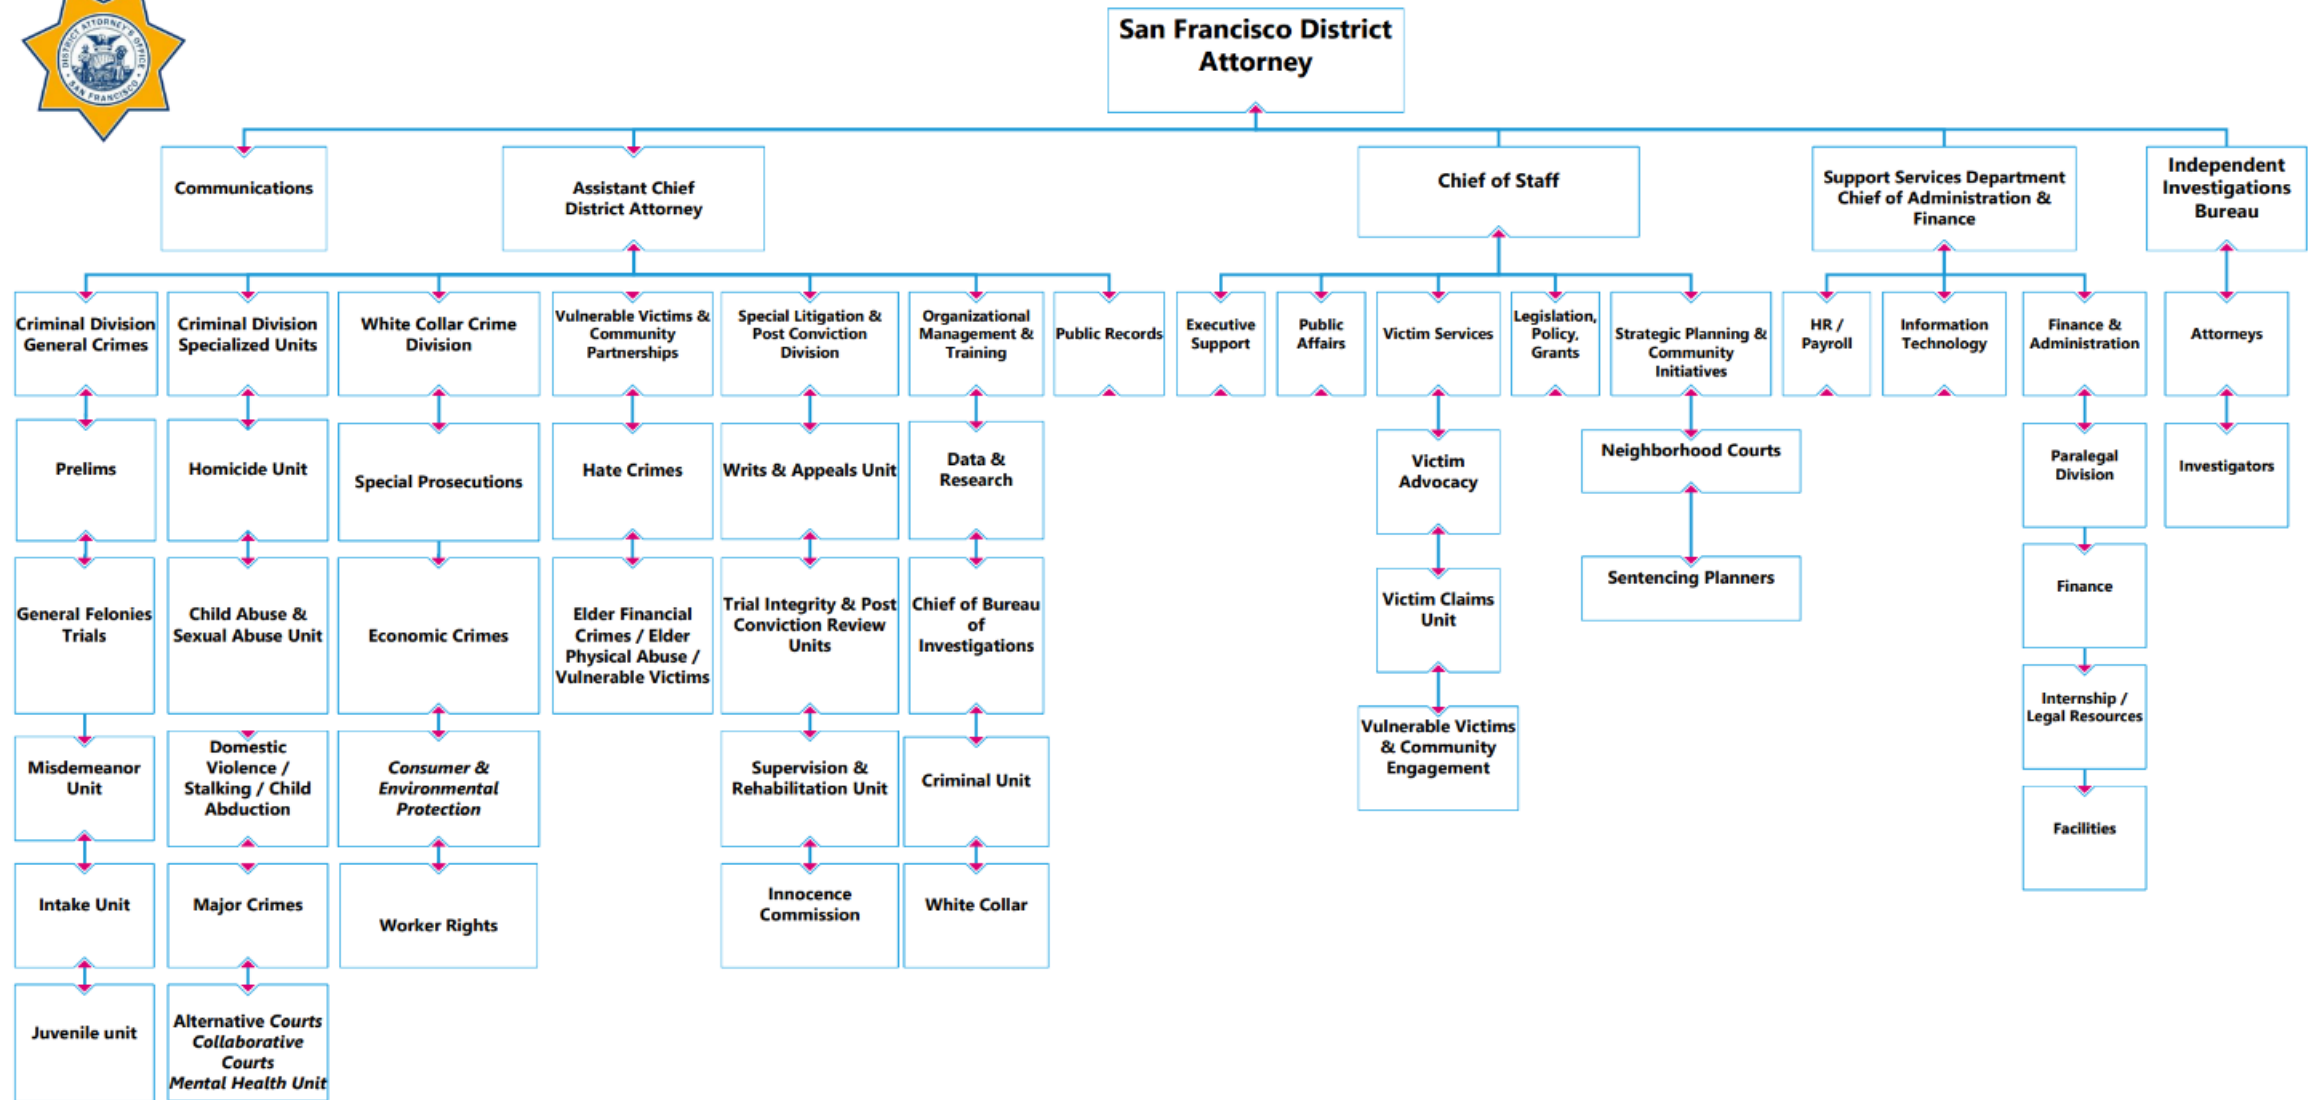 DISTRICT ATTORNEY'S OFFICE
SAN FRANCISCO
San Francisco District
Attorney
Communications
Assistant Chief
District Attorney
Chief of Staff
Support Services Department
Chief of Administration &
Finance
Independent
Investigations
Bureau
Criminal Division
General Crimes
Criminal Division
Specialized Units
White Collar Crime
Division
Vulnerable Victims &
Community
Partnerships
Special Litigation &
Post Conviction
Division
Organizational
Management &
Training
Public Records
Executive
Support
Public
Affairs
Victim Services
Legislation,
Policy,
Grants
Strategic Planning &
Community
Initiatives
HR /
Payroll
Information
Technology
Finance &
Administration
Attorneys
Prelims
Homicide Unit
Special Prosecutions
Hate Crimes
Writs & Appeals Unit
Data &
Research
Victim
Advocacy
Neighborhood Courts
Paralegal
Division
Investigators
General Felonies
Trials
Child Abuse &
Sexual Abuse Unit
Economic Crimes
Elder Financial
Crimes / Elder
Physical Abuse /
Vulnerable Victims
Trial Integrity & Post
Conviction Review
Units
Chief of Bureau
of
Investigations
Victim Claims
Unit
Sentencing Planners
Finance
Internship /
Legal Resources
Misdemeanor
Unit
Domestic
Violence /
Stalking / Child
Abduction
Consumer &
Environmental
Protection
Supervision &
Rehabilitation Unit
Criminal Unit
Vulnerable Victims
& Community
Engagement
Facilities
Intake Unit
Major Crimes
Worker Rights
Innocence
Commission
White Collar
Juvenile unit
Alternative Courts
Collaborative
Courts
Mental Health Unit